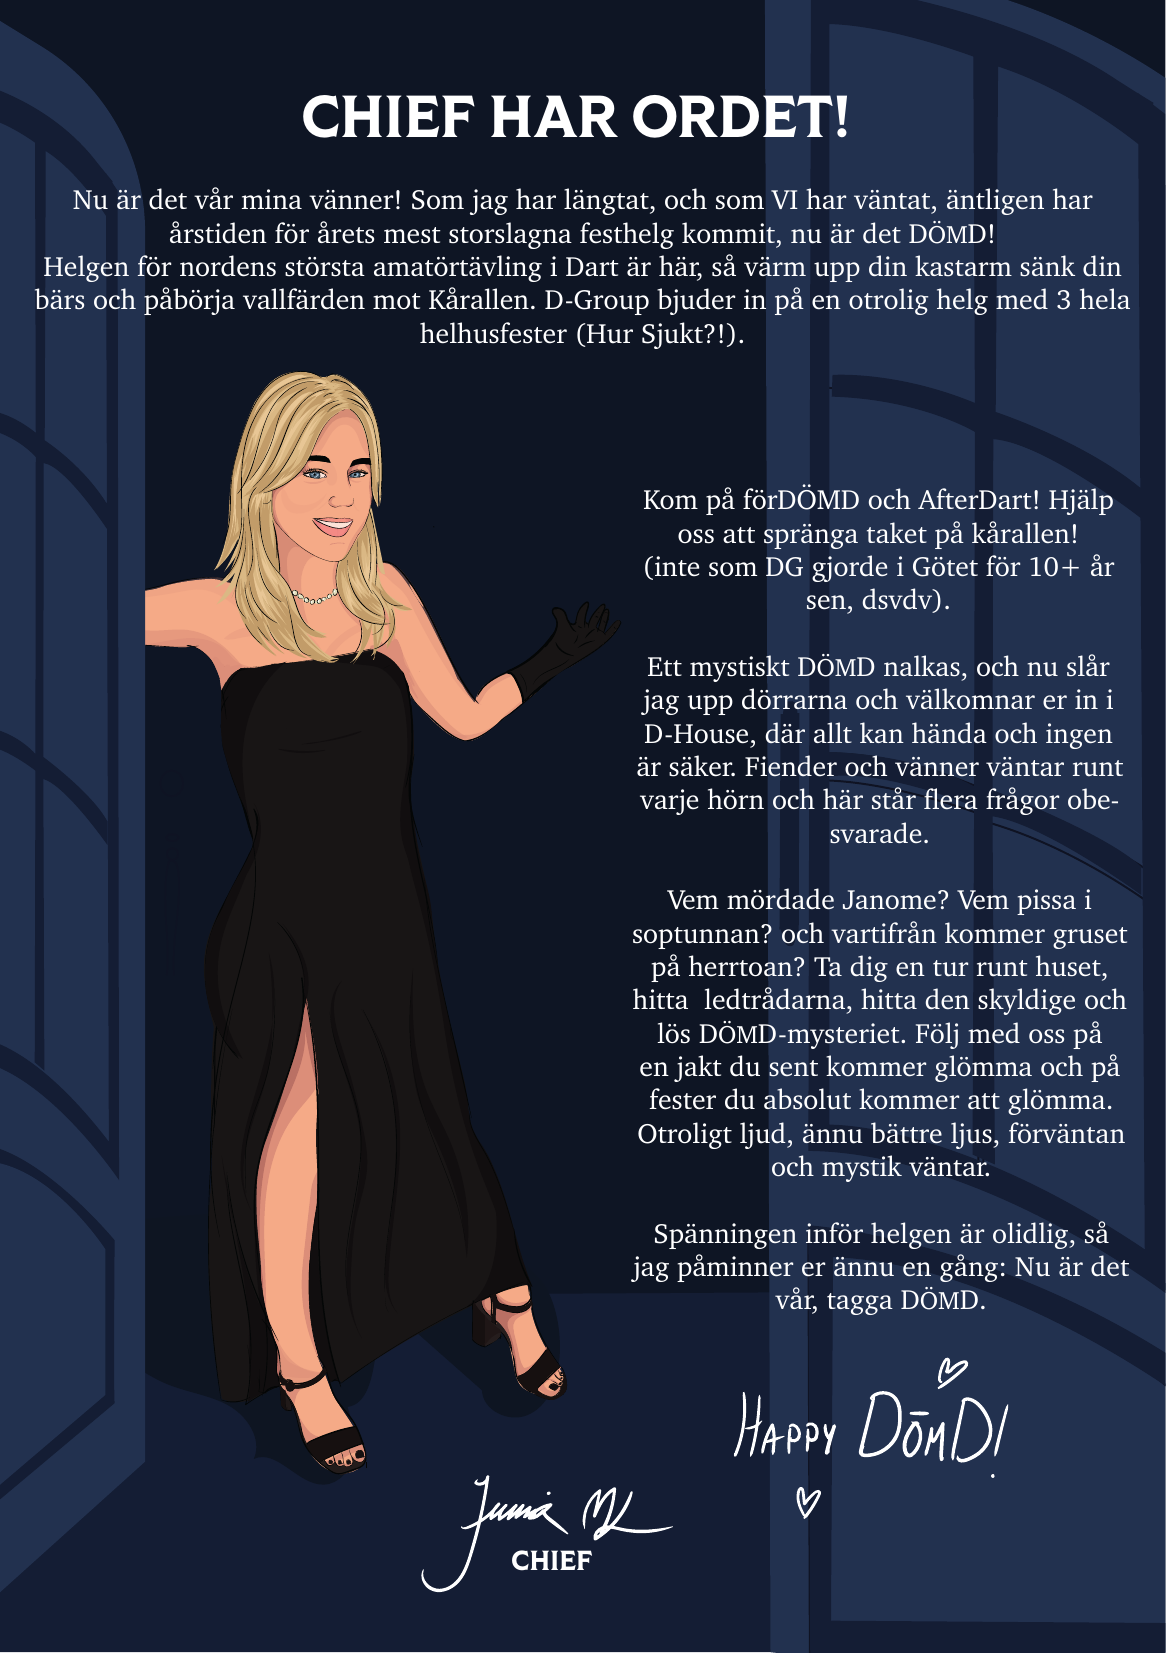 CHIEF HAR ORDET!
Nu är det vår mina vänner! Som jag har längtat, och som VI har väntat, äntligen har
årstiden för årets mest storslagna festhelg kommit, nu är det DÖMD!
Helgen för nordens största amatörtävling i Dart är här, så värm upp din kastarm sänk din
bärs och påbörja vallfärden mot Kårallen. D-Group bjuder in på en otrolig helg med 3 hela
helhusfester (Hur Sjukt?!).
Kom på förDÖMD och AfterDart! Hjälp
oss att spränga taket på kårallen!
(inte som DG gjorde i Götet för 10+ år
sen, dsvdv).
Ett mystiskt DÖMD nalkas, och nu slår
jag upp dörrarna och välkomnar er in i
D-House, där allt kan hända och ingen
är säker. Fiender och vänner väntar runt
varje hörn och här står flera frågor obe-
svarade.
Vem mördade Janome? Vem pissa i
soptunnan? och vartifrån kommer gruset
på herrtoan? Ta dig en tur runt huset,
hitta  ledtrådarna, hitta den skyldige och
lös DÖMD-mysteriet. Följ med oss på
en jakt du sent kommer glömma och på
fester du absolut kommer att glömma.
Otroligt ljud, ännu bättre ljus, förväntan
och mystik väntar.
Spänningen inför helgen är olidlig, så
jag påminner er ännu en gång: Nu är det
vår, tagga DÖMD.
HAPPY DÖMD!
CHIEF